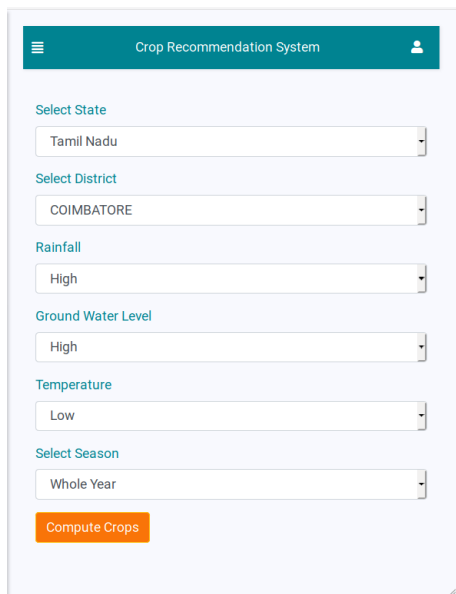 Crop Recommendation System
Select State
Tamil Nadu
Select District
COIMBATORE
Rainfall
High
Ground Water Level
High
Temperature
Low
Select Season
Whole Year
Compute Crops